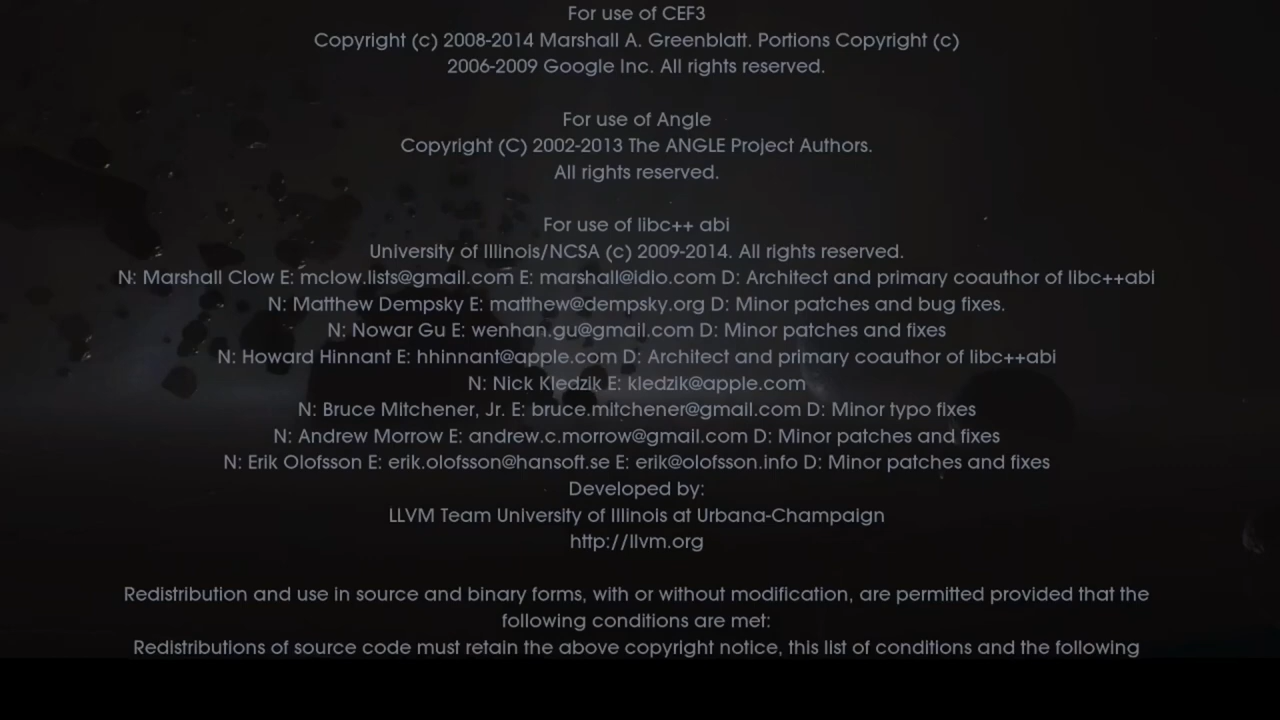 For use of CEF3
Copyright (c) 2008-2014 Marshall A. Greenblatt. Portions Copyright (c)
2006-2009 Google Inc. All rights reserved.
For use of Angle
Copyright (C) 2002-2013 The ANGLE Project Authors.
All rights reserved.
For use of libc++ abi
University of Illinois/NCSA (c) 2009-2014. All rights reserved.
N: Marshall Clow E: mclow.lists@gmail.com E: marshall@idio.com D: Architect and primary coauthor of libc++abi
N: Matthew Dempsky E: matthew@dempsky.org D: Minor patches and bug fixes.
N: Nowar Gu E: wenhan.gu@gmail.com D: Minor patches and fixes
N: Howard Hinnant E: hhinnant@apple.com D: Architect and primary coauthor of libc++abi
N: Nick Kledzik E: kledzik@apple.com
N: Bruce Mitchener, Jr. E: bruce.mitchener@gmail.com D: Minor typo fixes
N: Andrew Morrow E: andrew.c.morrow@gmail.com D: Minor patches and fixes
N: Erik Olofsson E: erik.olofsson@hansoft.se E: erik@olofsson.info D: Minor patches and fixes
Developed by:
LLVM Team University of Illinois at Urbana-Champaign
http://llvm.org
Redistribution and use in source and binary forms, with or without modification, are permitted provided that the
following conditions are met:
Redistributions of source code must retain the above copyright notice, this list of conditions and the following